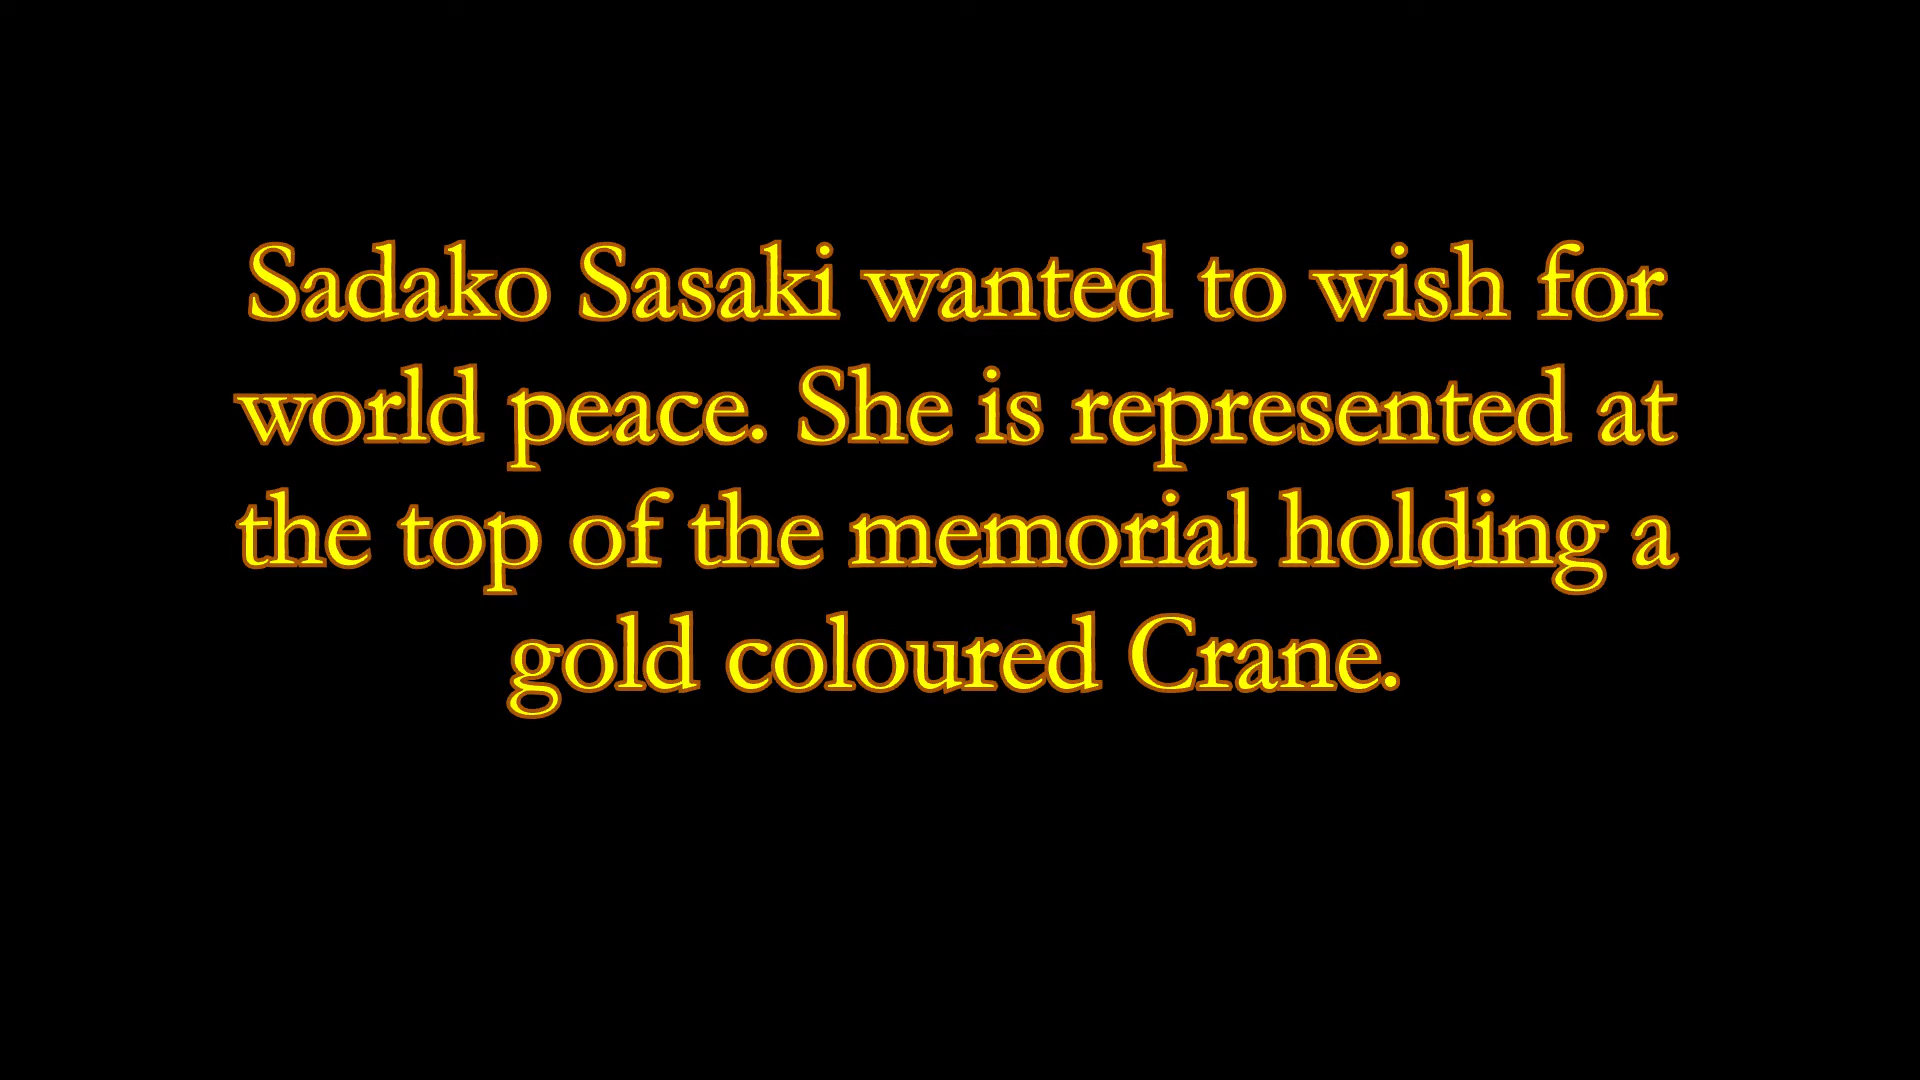 Sadako Sasaki wanted to wish for
world peace. She is represented at
the top of the memorial holding a
gold coloured Crane.